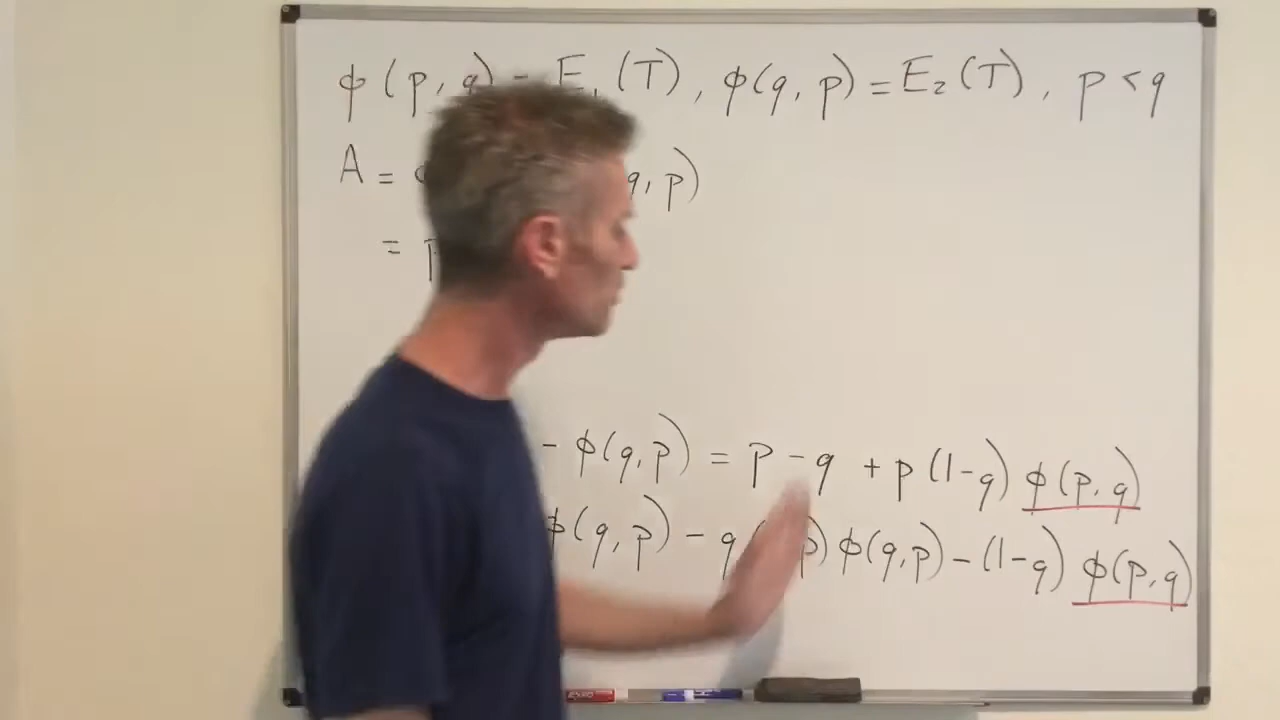 ϕ(p, q) = E₁(T), ϕ(q, p) = E₂(T), p < q
A = q, p)
= p
- ϕ(q, p) = p - q + p(1-q) ϕ(p, q)
ϕ(q, p) - q p) ϕ(q, p) - (1-q) ϕ(p, q)